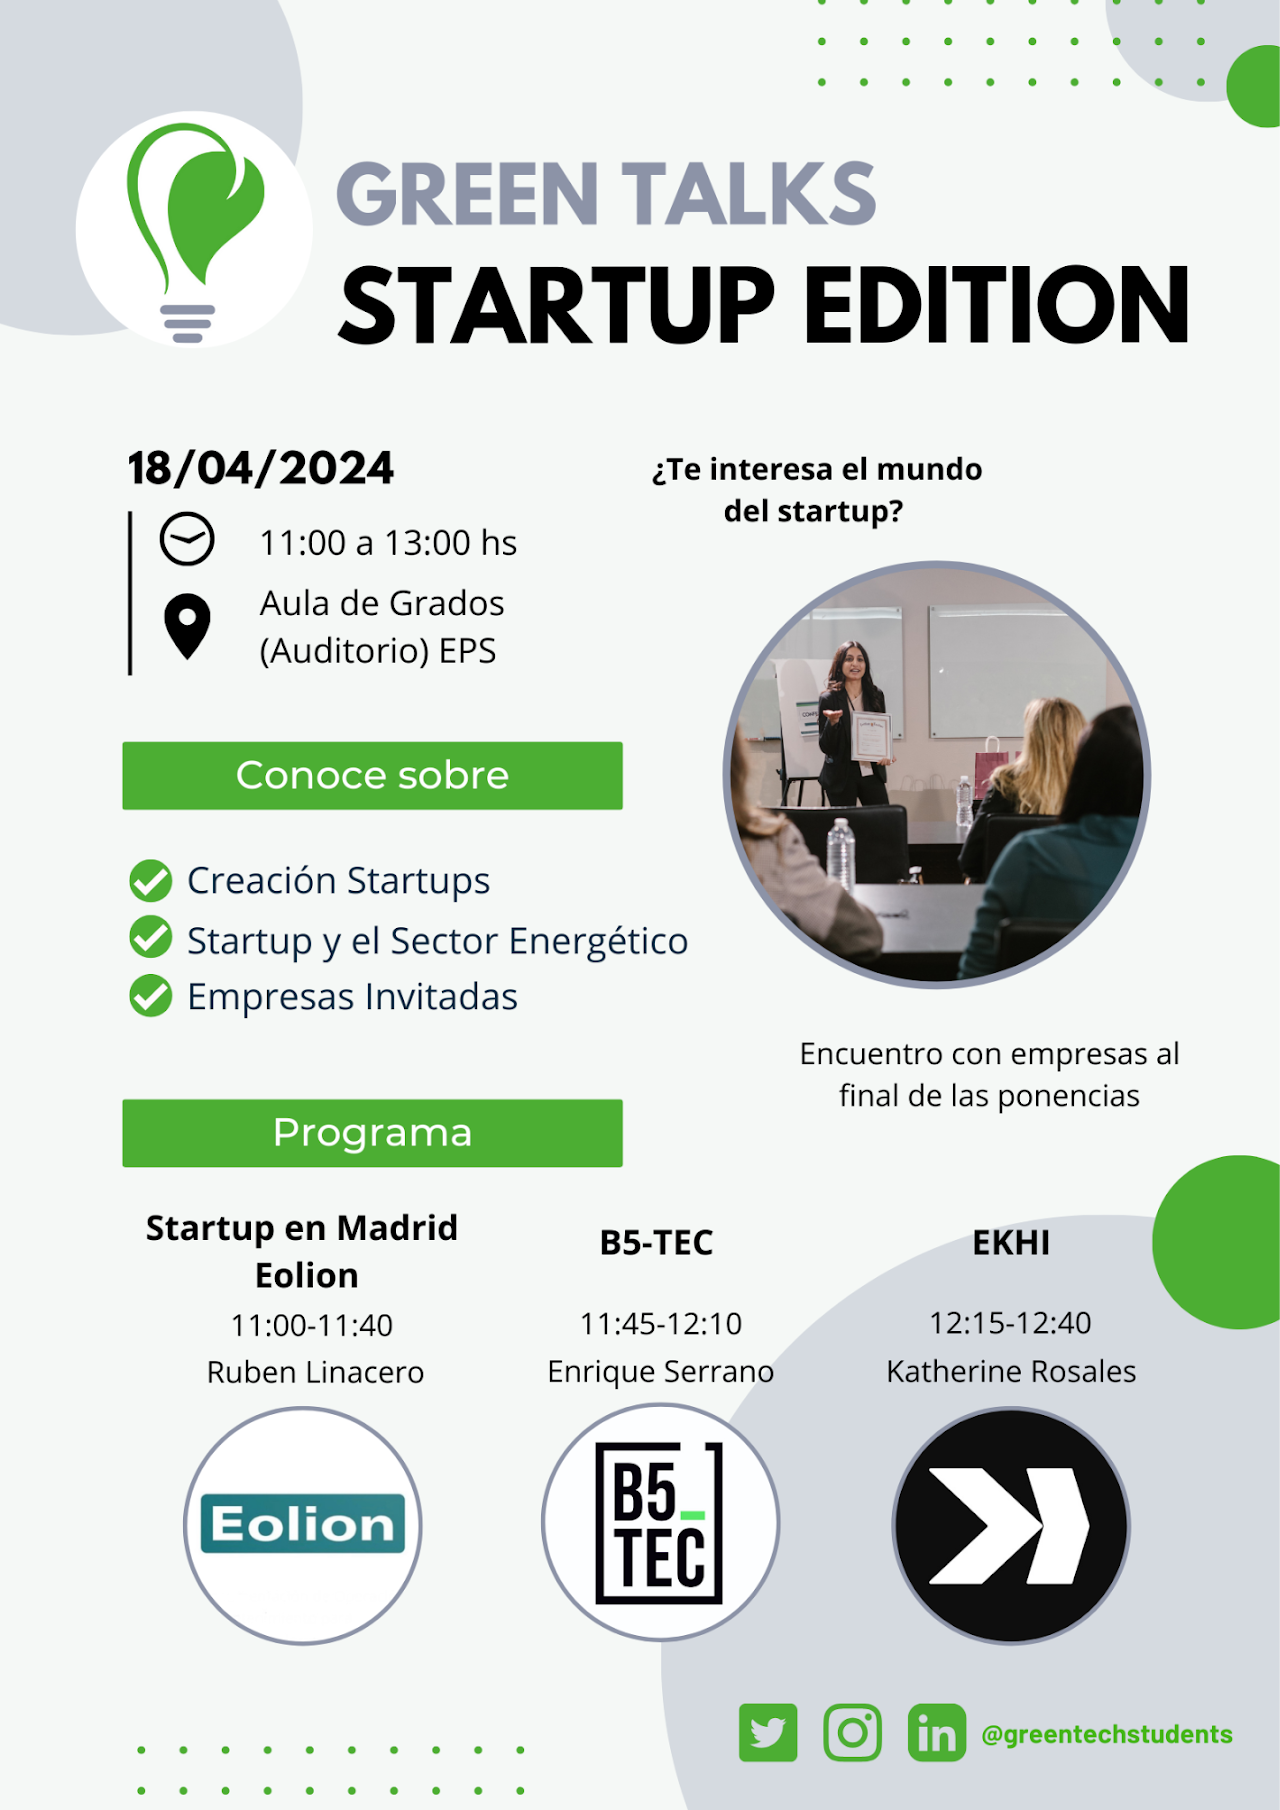 GREEN TALKS
STARTUP EDITION
18/04/2024
11:00 a 13:00 hs
Aula de Grados
(Auditorio) EPS
¿Te interesa el mundo
del startup?
Conoce sobre
Creación Startups
Startup y el Sector Energético
Empresas Invitadas
Encuentro con empresas al
final de las ponencias
Programa
Startup en Madrid
Eolion
11:00-11:40
Ruben Linacero
Eolion
B5-TEC
11:45-12:10
Enrique Serrano
B5_
TEC
EKHI
12:15-12:40
Katherine Rosales
in
@greentechstudents